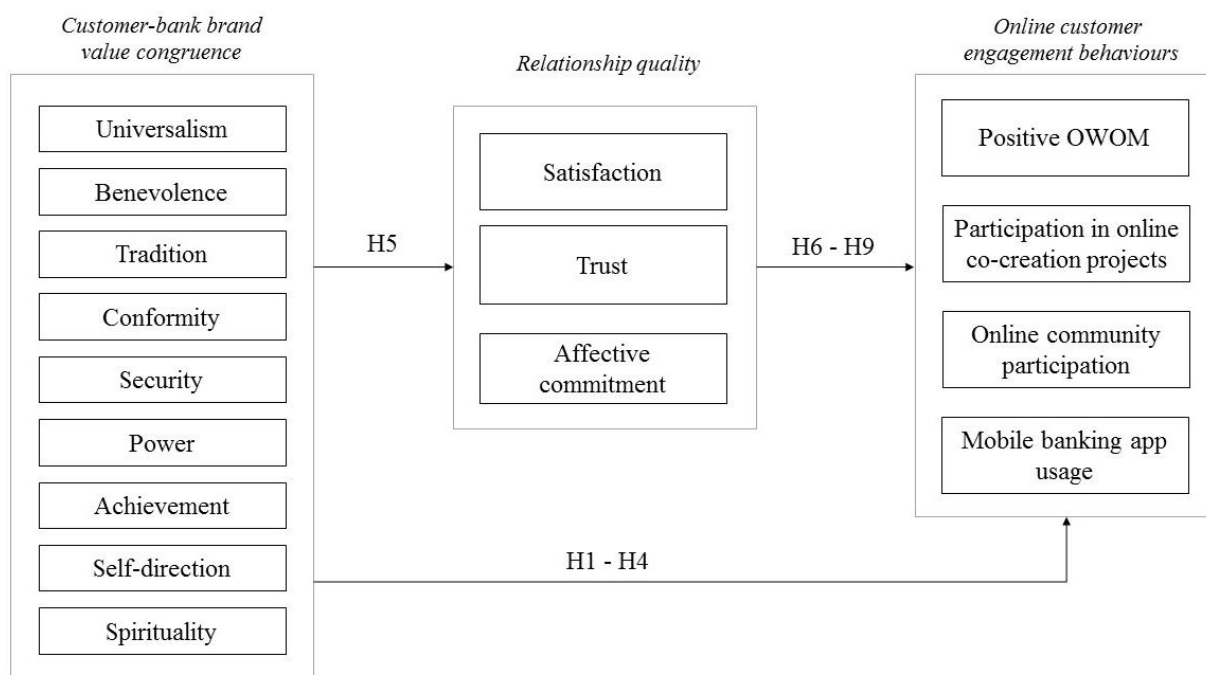 Customer-bank brand
value congruence
Universalism
Benevolence
Tradition
Conformity
Security
Power
Achievement
Self-direction
Spirituality
H5
Relationship quality
Satisfaction
Trust
Affective
commitment
H6 - H9
H1 - H4
Online customer
engagement behaviours
Positive OWOM
Participation in online
co-creation projects
Online community
participation
Mobile banking app
usage